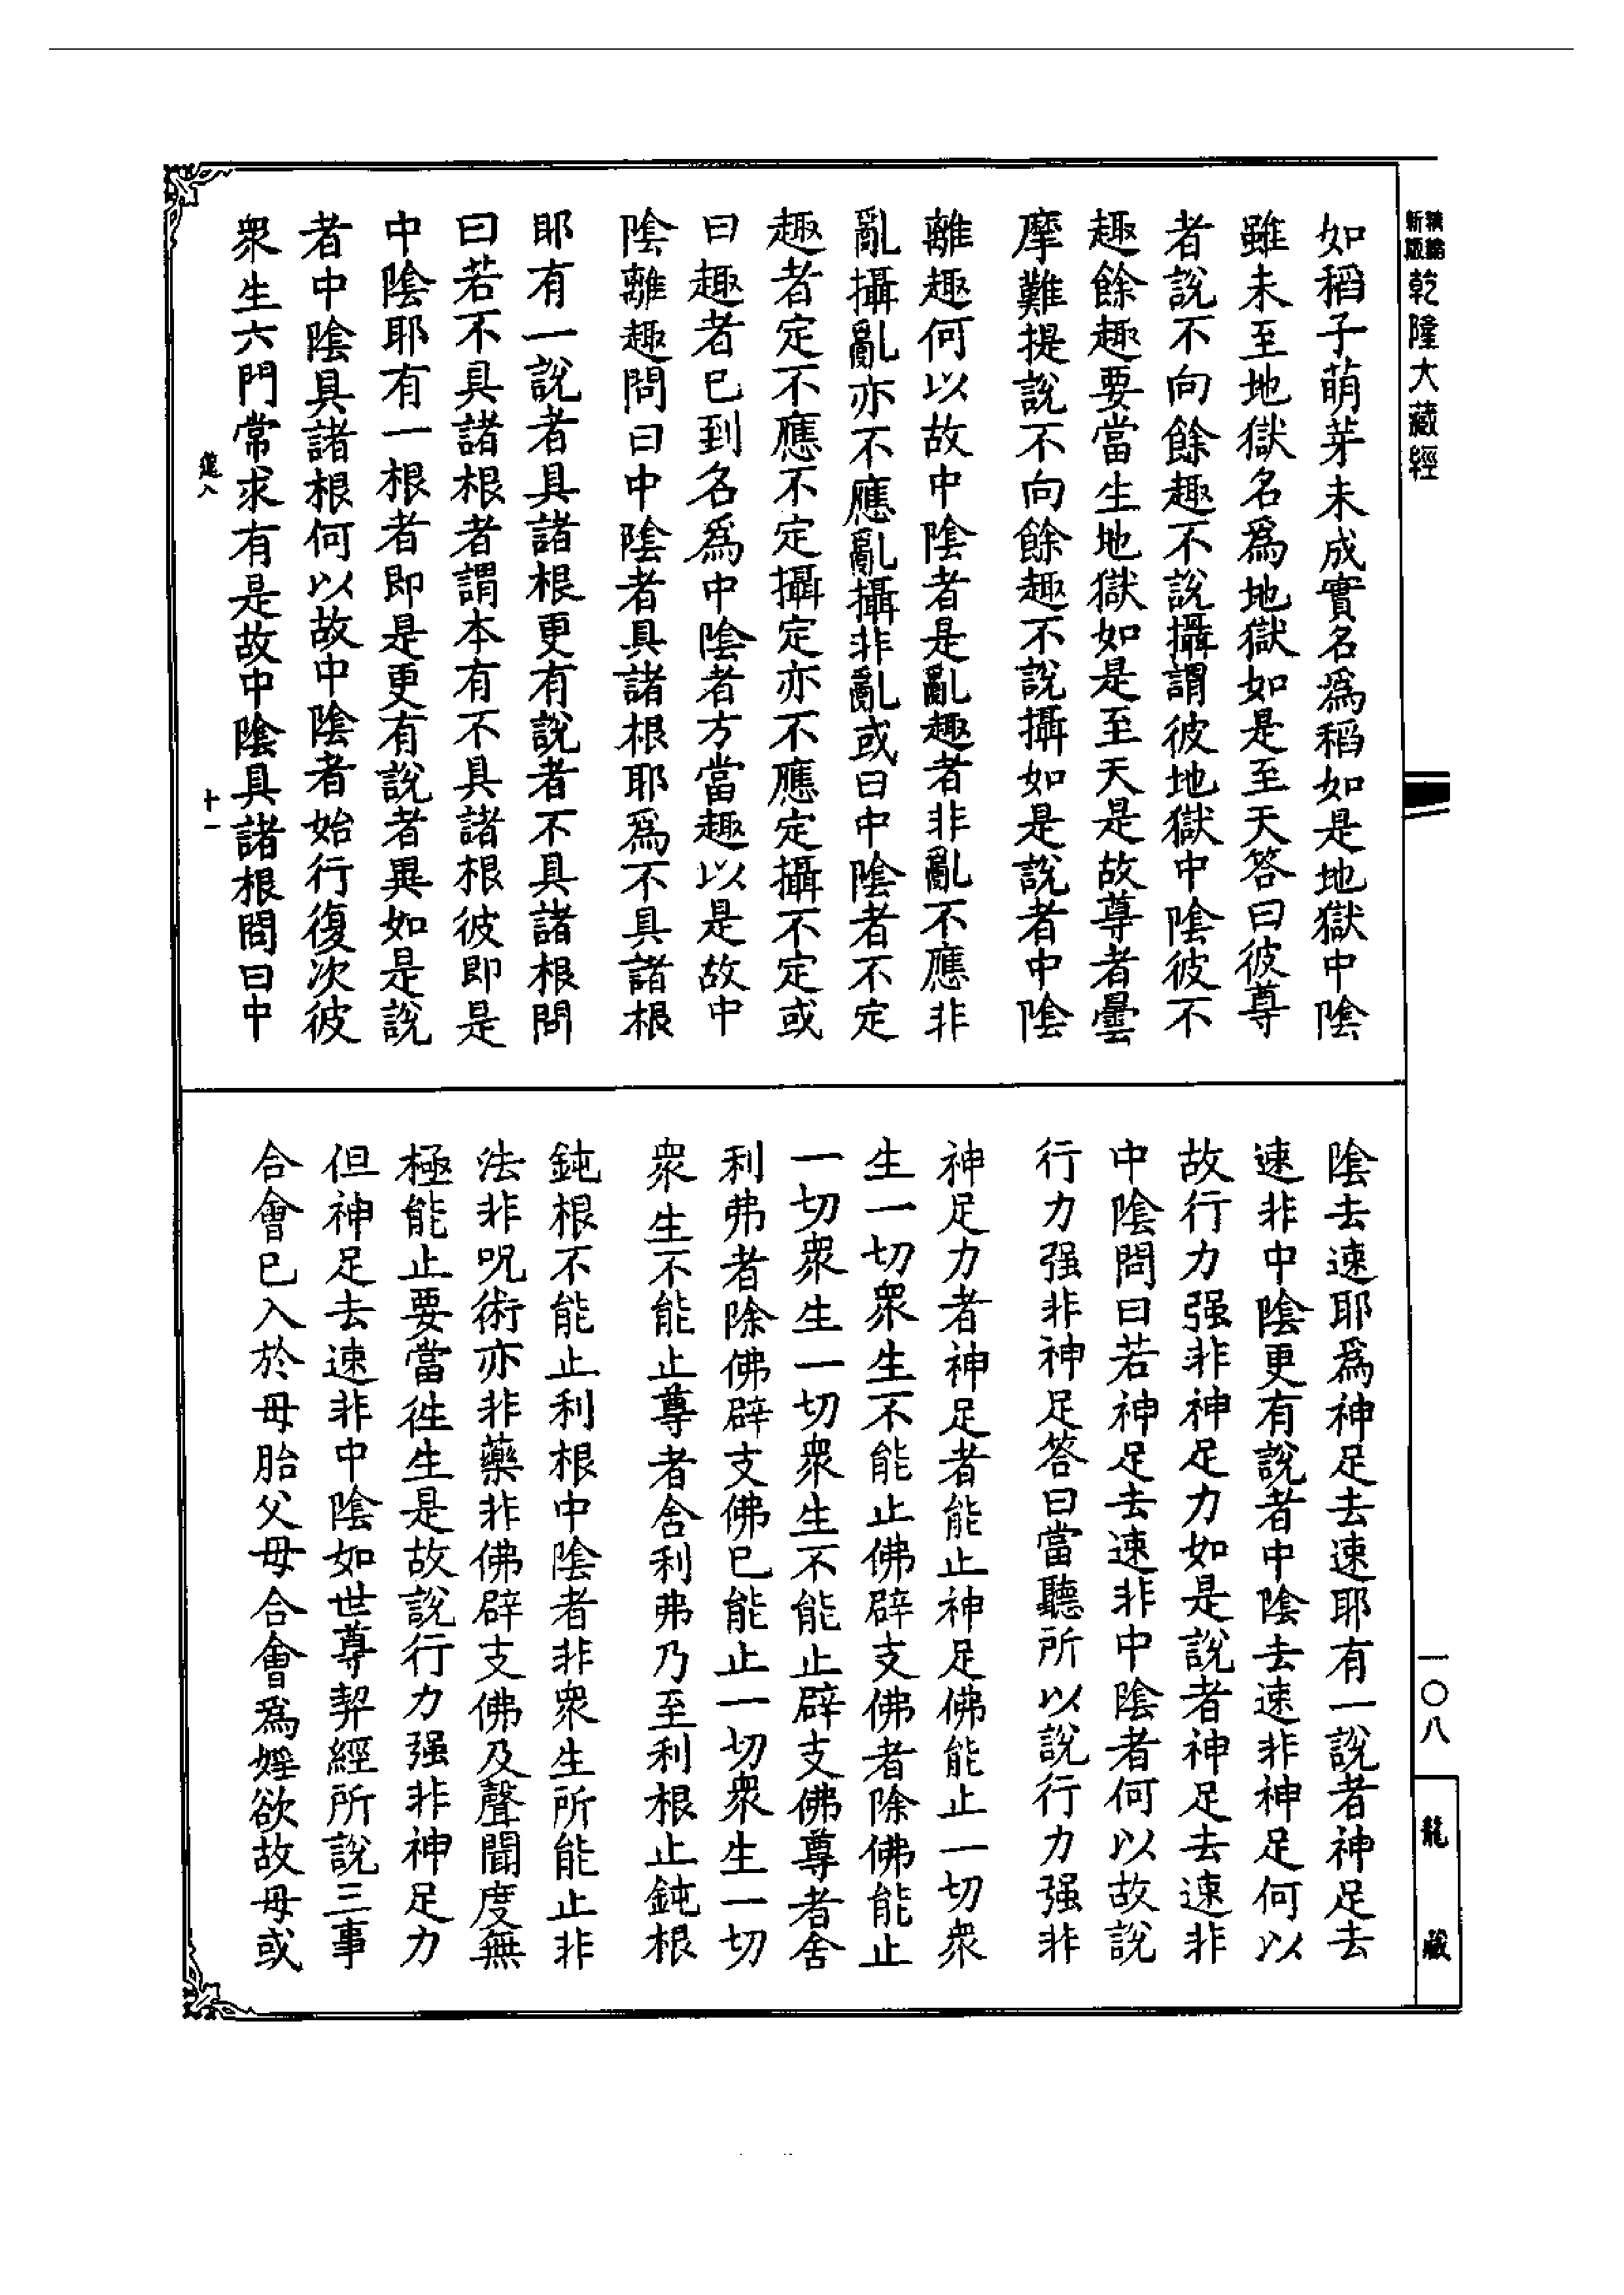 新編縮版乾隆大藏經
如稻子萌芽未成實名爲稻如是地獄中陰
雖未至地獄名爲地獄如是至天答曰彼尊
者說不向餘趣不說攝謂彼地獄中陰彼不
趣餘趣要當生地獄如是至天是故尊者曇
摩難提說不向餘趣不說攝如是說者中陰
離趣何以故中陰者是亂趣者非亂不應非
亂攝亂亦不應亂攝非亂或曰中陰者不定
趣者定不應不定攝定亦不應定攝不定或
曰趣者已到名爲中陰者方當趣以是故中
陰離趣問曰中陰者具諸根耶爲不具諸根
耶有一說者具諸根更有說者不具諸根問
曰若不具諸根者謂本有不具諸根彼即是
中陰耶有一根者即是更有說者異如是說
者中陰具諸根何以故中陰者始行復次彼
衆生六門常求有是故中陰具諸根問曰中
十一
陰去速耶爲神足去速耶有一說者神足去
速非中陰更有說者中陰去速非神足何以
故行力强非神足力如是說者神足去速非
中陰問曰若神足去速非中陰者何以故說
行力强非神足答曰當聽所以說行力强非
神足力者神足者能止神足佛能止一切衆
生一切衆生不能止佛辟支佛者除佛能止
一切衆生一切衆生不能止辟支佛尊者舍
利弗者除佛辟支佛已能止一切衆生一切
衆生不能止尊者舍利弗乃至利根止鈍根
鈍根不能止利根中陰者非衆生所能止非
法非呪術亦非藥非佛辟支佛及聲聞度無
極能止要當徃生是故說行力强非神足力
但神足去速非中陰如世尊契經所說三事
合會已入於母胎父母合會爲婬欲故母或
一〇八
龍藏